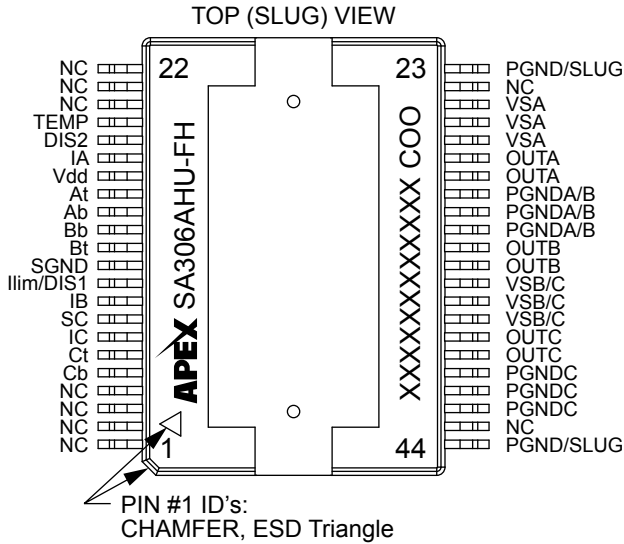 TOP (SLUG) VIEW
22
23
NC
NC
NC
TEMP
DIS2
IA
Vdd
At
Ab
Bb
Bt
SGND
Ilim/DIS1
IB
SC
IC
Ct
Cb
NC
NC
NC
NC
APEX SA306AHU-FH
XXXXXXXXXX COO
PGND/SLUG
NC
VSA
VSA
VSA
OUTA
OUTA
PGNDA/B
PGNDA/B
PGNDA/B
OUTB
OUTB
VSB/C
VSB/C
VSB/C
OUTC
OUTC
PGNDC
PGNDC
PGNDC
NC
PGND/SLUG
1
44
PIN #1 ID's:
CHAMFER, ESD Triangle